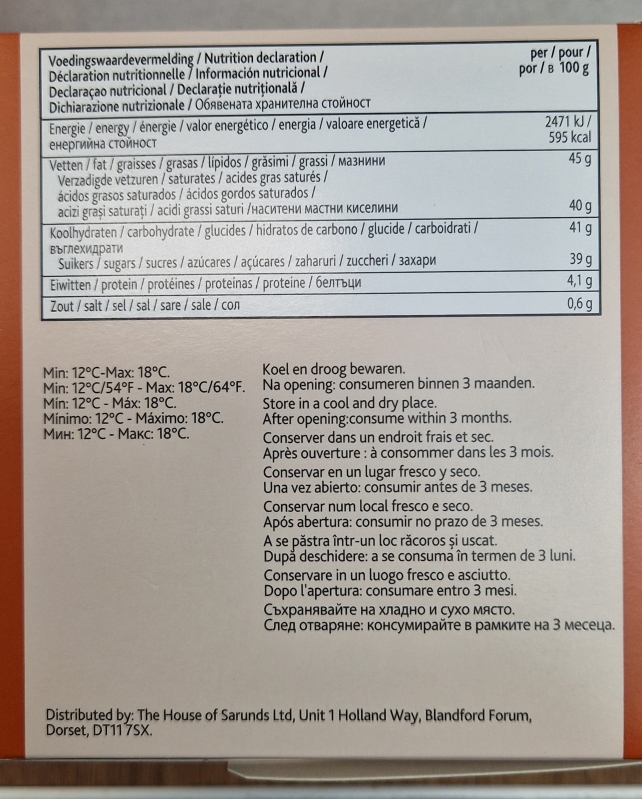 Voedingswaardevermelding / Nutrition declaration /
Déclaration nutritionnelle / Información nutricional /
Declaraçao nutricional / Declarație nutrițională /
Dichiarazione nutrizionale / Обявената хранителна стойност
per / pour /
por / в 100 g
Energie / energy / énergie / valor energético / energia / valoare energetică /
енергийна стойност
2471 kJ /
595 kcal
Vetten / fat / graisses / grasas / lípidos / grăsimi / grassi / мазнини
45 g
Verzadigde vetzuren / saturates / acides gras saturés /
ácidos grasos saturados / ácidos gordos saturados /
acizi grași saturați / acidi grassi saturi /наситени мастни киселини
40 g
Koolhydraten / carbohydrate / glucides / hidratos de carbono / glucide / carboidrati /
въглехидрати
41 g
Suikers / sugars / sucres / azúcares / açúcares / zaharuri / zuccheri / захари
39 g
Eiwitten / protein / protéines / proteínas / proteine / белтъци
4,1 g
Zout / salt / sel / sal / sare / sale / сол
0,6 g
Min: 12°C-Max: 18°C.
Min: 12°C/54°F - Max: 18°C/64°F.
Mín: 12°C - Máx: 18°C.
Mínimo: 12°C - Máximo: 18°C.
Мин: 12°C - Макс: 18°C.
Koel en droog bewaren.
Na opening: consumeren binnen 3 maanden.
Store in a cool and dry place.
After opening:consume within 3 months.
Conserver dans un endroit frais et sec.
Après ouverture : à consommer dans les 3 mois.
Conservar en un lugar fresco y seco.
Una vez abierto: consumir antes de 3 meses.
Conservar num local fresco e seco.
Após abertura: consumir no prazo de 3 meses.
A se păstra într-un loc răcoros și uscat.
După deschidere: a se consuma în termen de 3 luni.
Conservare in un luogo fresco e asciutto.
Dopo l'apertura: consumare entro 3 mesi.
Съхранявайте на хладно и сухо място.
След отваряне: консумирайте в рамките на 3 месеца.
Distributed by: The House of Sarunds Ltd, Unit 1 Holland Way, Blandford Forum,
Dorset, DT11 7SX.